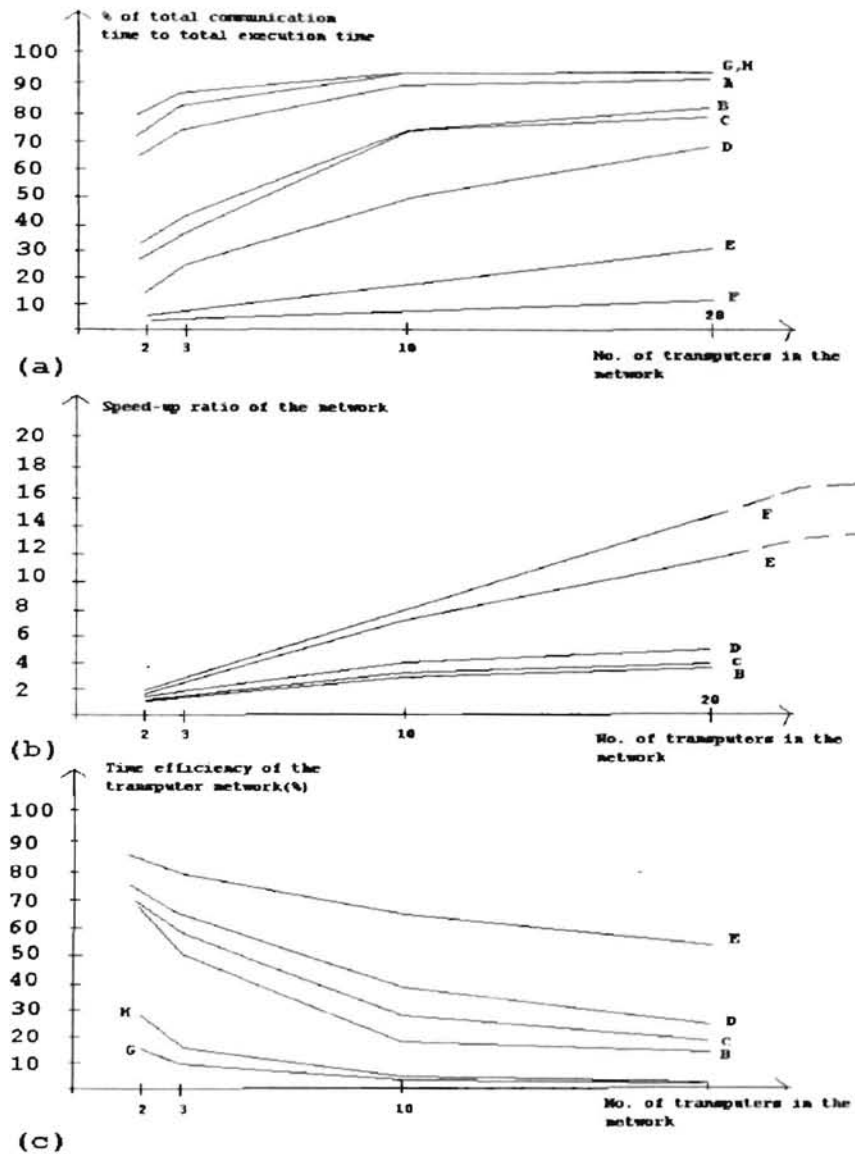 % of total communication
time to total execution time
100
90
80
70
60
50
40
30
20
10
G,H
A
B
C
D
E
F
2
3
10
20
No. of transputers in the
network
(a)
Speed-up ratio of the network
20
18
16
14
12
10
8
6
4
2
F
E
D
C
B
2
3
10
20
No. of transputers in the
network
(b)
Time efficiency of the
transputer network(%)
100
90
80
70
60
50
40
30
20
10
E
D
C
B
H
G
2
3
10
No. of transputers in the
network
(c)